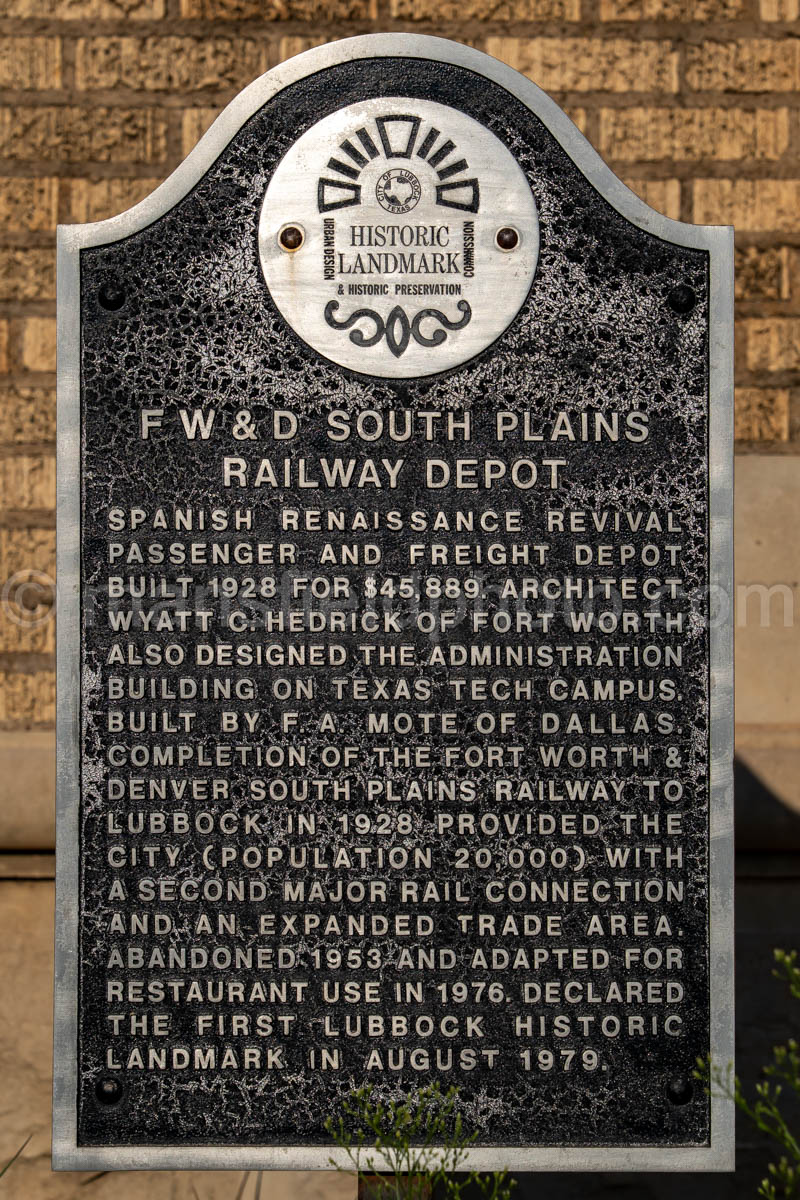 CITY OF LUBBOCK
TEXAS
URBAN DESIGN
HISTORIC
LANDMARK
COMMISSION
& HISTORIC PRESERVATION
F W & D SOUTH PLAINS
RAILWAY DEPOT
SPANISH RENAISSANCE REVIVAL
PASSENGER AND FREIGHT DEPOT
BUILT 1928 FOR $45,889. ARCHITECT
WYATT C. HEDRICK OF FORT WORTH
ALSO DESIGNED THE ADMINISTRATION
BUILDING ON TEXAS TECH CAMPUS.
BUILT BY F. A. MOTE OF DALLAS.
COMPLETION OF THE FORT WORTH &
DENVER SOUTH PLAINS RAILWAY TO
LUBBOCK IN 1928 PROVIDED THE
CITY (POPULATION 20,000) WITH
A SECOND MAJOR RAIL CONNECTION
AND AN EXPANDED TRADE AREA.
ABANDONED 1953 AND ADAPTED FOR
RESTAURANT USE IN 1976. DECLARED
THE FIRST LUBBOCK HISTORIC
LANDMARK IN AUGUST 1979.